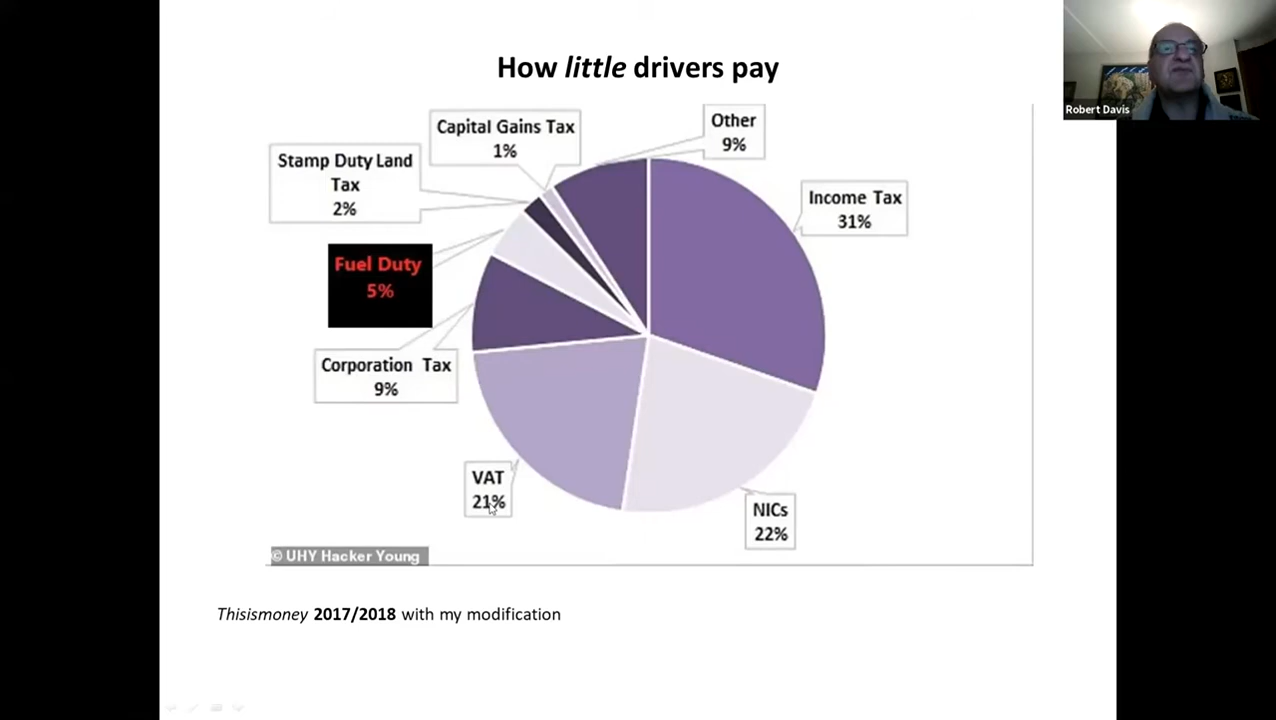 How little drivers pay
Robert Davis
Capital Gains Tax
1%
Other
9%
Stamp Duty Land
Tax
2%
Income Tax
31%
Fuel Duty
5%
Corporation Tax
9%
VAT
21%
NICs
22%
© UHY Hacker Young
Thisismoney 2017/2018 with my modification